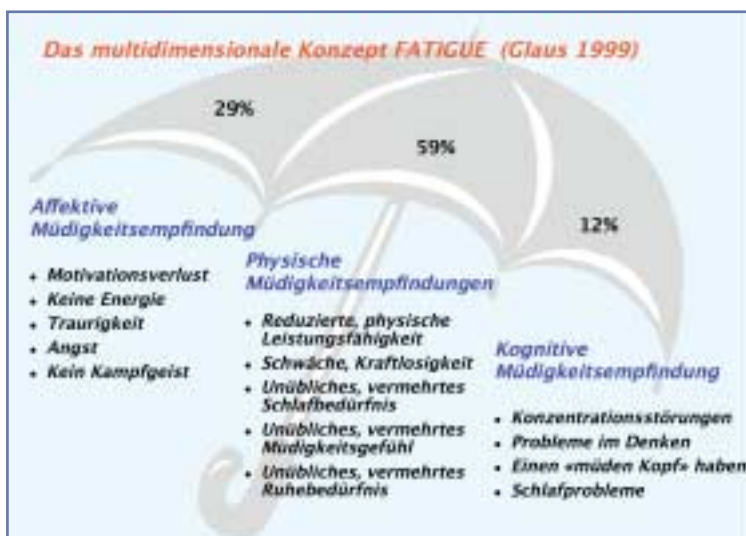 Das multidimensionale Konzept FATIGUE (Glaus 1999)
29%
59%
12%
Affektive
Müdigkeitsempfindung
• Motivationsverlust
• Keine Energie
• Traurigkeit
• Angst
• Kein Kampfgeist
Physische
Müdigkeitsempfindungen
• Reduzierte, physische
Leistungsfähigkeit
• Schwäche, Kraftlosigkeit
• Unübliches, vermehrtes
Schlafbedürfnis
• Unübliches, vermehrtes
Müdigkeitsgefühl
• Unübliches, vermehrtes
Ruhebedürfnis
Kognitive
Müdigkeitsempfindung
• Konzentrationsstörungen
• Probleme im Denken
• Einen «müden Kopf» haben
• Schlafprobleme